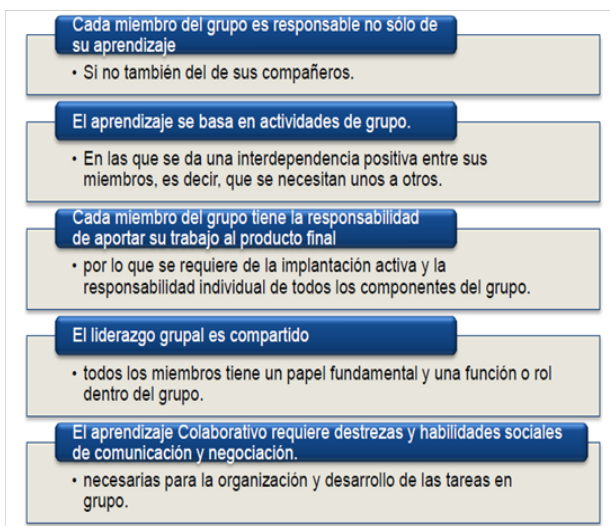 Cada miembro del grupo es responsable no sólo de
su aprendizaje
• Si no también del de sus compañeros.
El aprendizaje se basa en actividades de grupo.
• En las que se da una interdependencia positiva entre sus
miembros, es decir, que se necesitan unos a otros.
Cada miembro del grupo tiene la responsabilidad
de aportar su trabajo al producto final
• por lo que se requiere de la implantación activa y la
responsabilidad individual de todos los componentes del grupo.
El liderazgo grupal es compartido
• todos los miembros tiene un papel fundamental y una función o rol
dentro del grupo.
El aprendizaje Colaborativo requiere destrezas y habilidades sociales
de comunicación y negociación.
• necesarias para la organización y desarrollo de las tareas en
grupo.